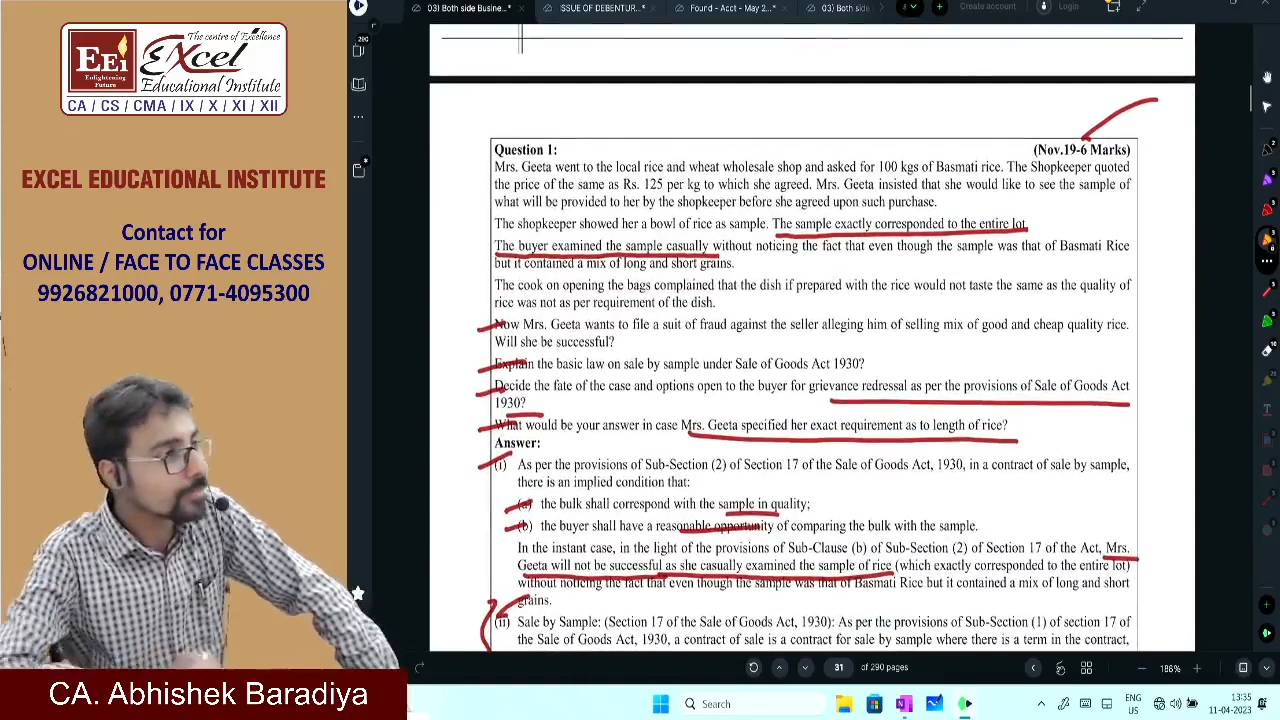 03) Both side Busine...
ISSUE OF DEBENTUR...
Found - Acct - May 2...
03) Both side
Create account
Login
The centre of Excellence
EEi
Enlightening
Future
Excel
Educational Institute
CA / CS / CMA / IX / X / XI / XII
EXCEL EDUCATIONAL INSTITUTE
Contact for
ONLINE / FACE TO FACE CLASSES
9926821000, 0771-4095300
290
Question 1: (Nov.19-6 Marks)
Mrs. Geeta went to the local rice and wheat wholesale shop and asked for 100 kgs of Basmati rice. The Shopkeeper quoted
the price of the same as Rs. 125 per kg to which she agreed. Mrs. Geeta insisted that she would like to see the sample of
what will be provided to her by the shopkeeper before she agreed upon such purchase.
The shopkeeper showed her a bowl of rice as sample. The sample exactly corresponded to the entire lot.
The buyer examined the sample casually without noticing the fact that even though the sample was that of Basmati Rice
but it contained a mix of long and short grains.
The cook on opening the bags complained that the dish if prepared with the rice would not taste the same as the quality of
rice was not as per requirement of the dish.
Now Mrs. Geeta wants to file a suit of fraud against the seller alleging him of selling mix of good and cheap quality rice.
Will she be successful?
Explain the basic law on sale by sample under Sale of Goods Act 1930?
Decide the fate of the case and options open to the buyer for grievance redressal as per the provisions of Sale of Goods Act
1930?
What would be your answer in case Mrs. Geeta specified her exact requirement as to length of rice?
Answer:
(i) As per the provisions of Sub-Section (2) of Section 17 of the Sale of Goods Act, 1930, in a contract of sale by sample,
there is an implied condition that:
(a) the bulk shall correspond with the sample in quality;
(b) the buyer shall have a reasonable opportunity of comparing the bulk with the sample.
In the instant case, in the light of the provisions of Sub-Clause (b) of Sub-Section (2) of Section 17 of the Act, Mrs.
Geeta will not be successful as she casually examined the sample of rice (which exactly corresponded to the entire lot)
without noticing the fact that even though the sample was that of Basmati Rice but it contained a mix of long and short
grains.
(ii) Sale by Sample: (Section 17 of the Sale of Goods Act, 1930): As per the provisions of Sub-Section (1) of section 17 of
the Sale of Goods Act, 1930, a contract of sale is a contract for sale by sample where there is a term in the contract,
31 of 290 pages
188%
CA. Abhishek Baradiya
Search
ENG
US
13:35
11-04-2023